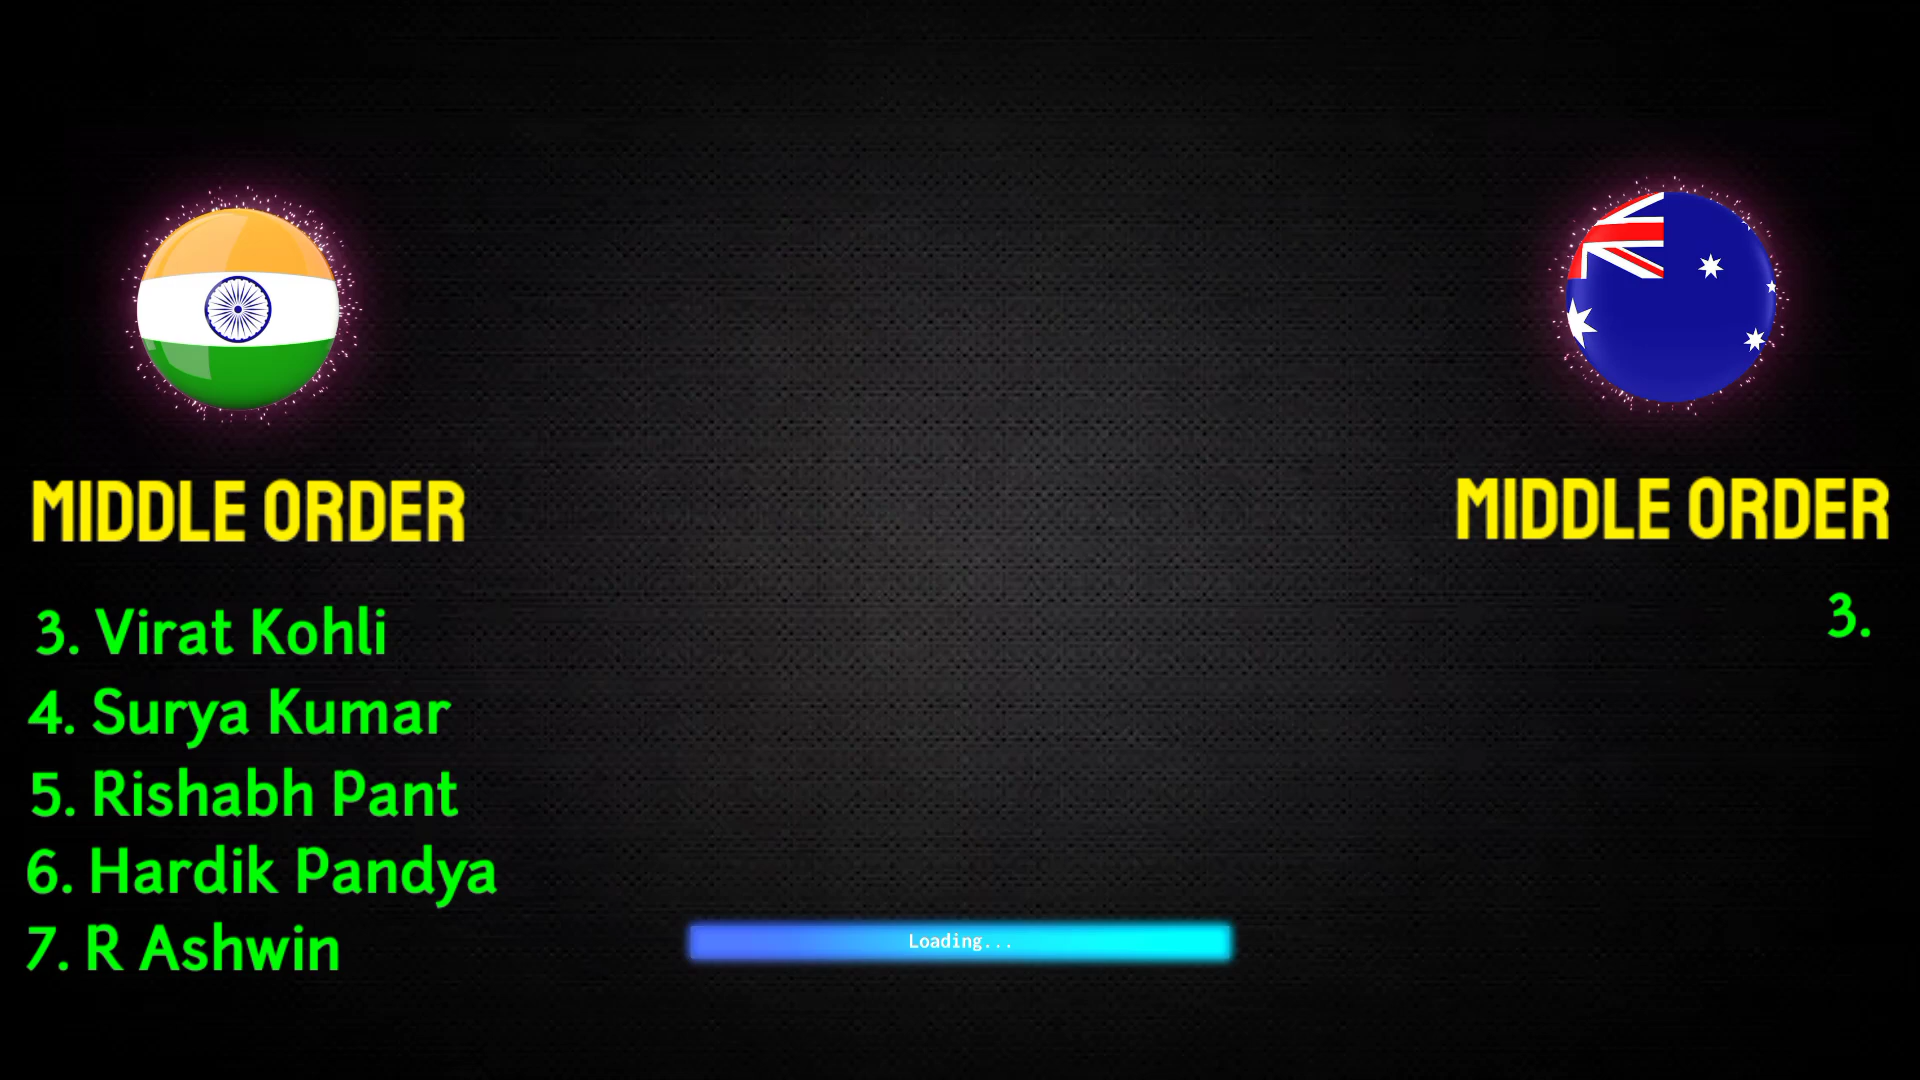 MIDDLE ORDER
3. Virat Kohli
4. Surya Kumar
5. Rishabh Pant
6. Hardik Pandya
7. R Ashwin
MIDDLE ORDER
3.
Loading...